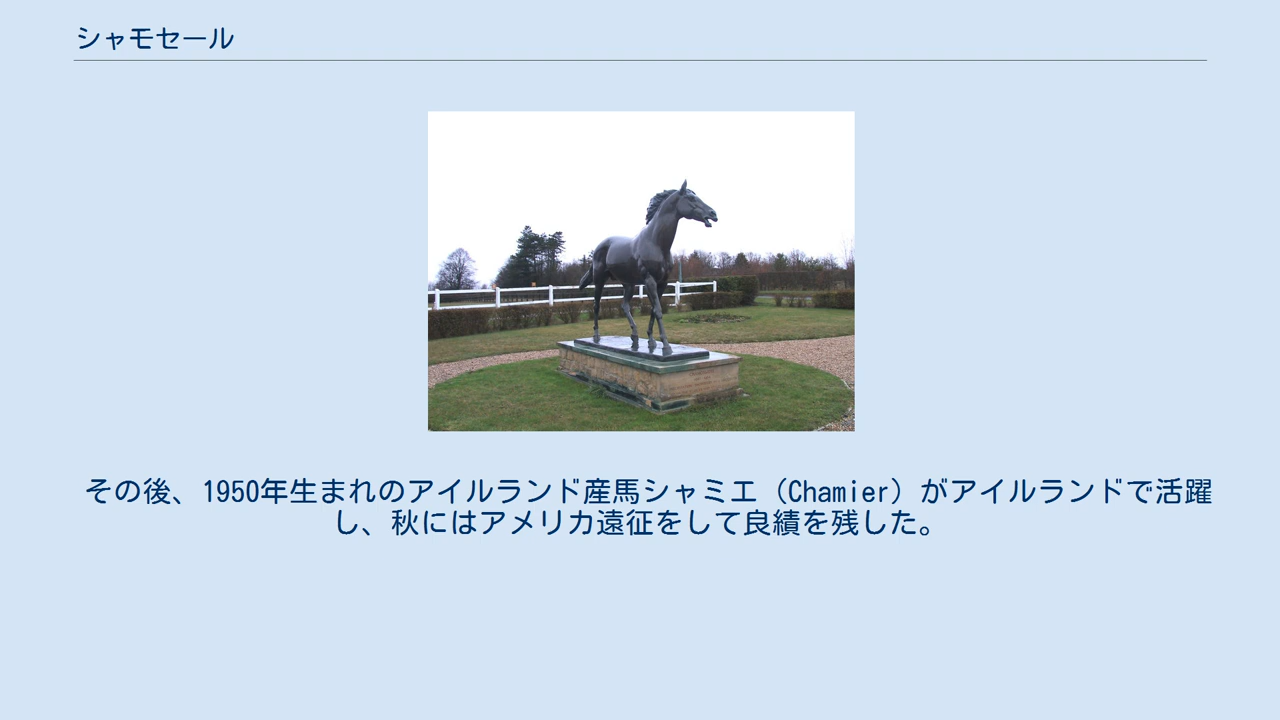 シャモセール
その後、1950年生まれのアイルランド産馬シャミエ（Chamier）がアイルランドで活躍
し、秋にはアメリカ遠征をして良績を残した。